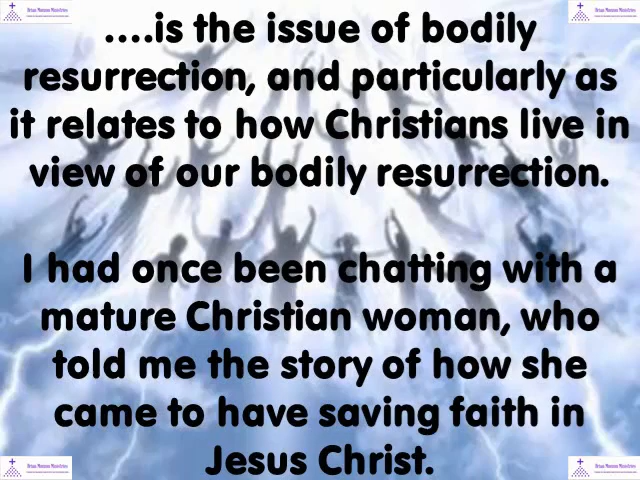 ....is the issue of bodily
resurrection, and particularly as
it relates to how Christians live in
view of our bodily resurrection.
I had once been chatting with a
mature Christian woman, who
told me the story of how she
came to have saving faith in
Jesus Christ.